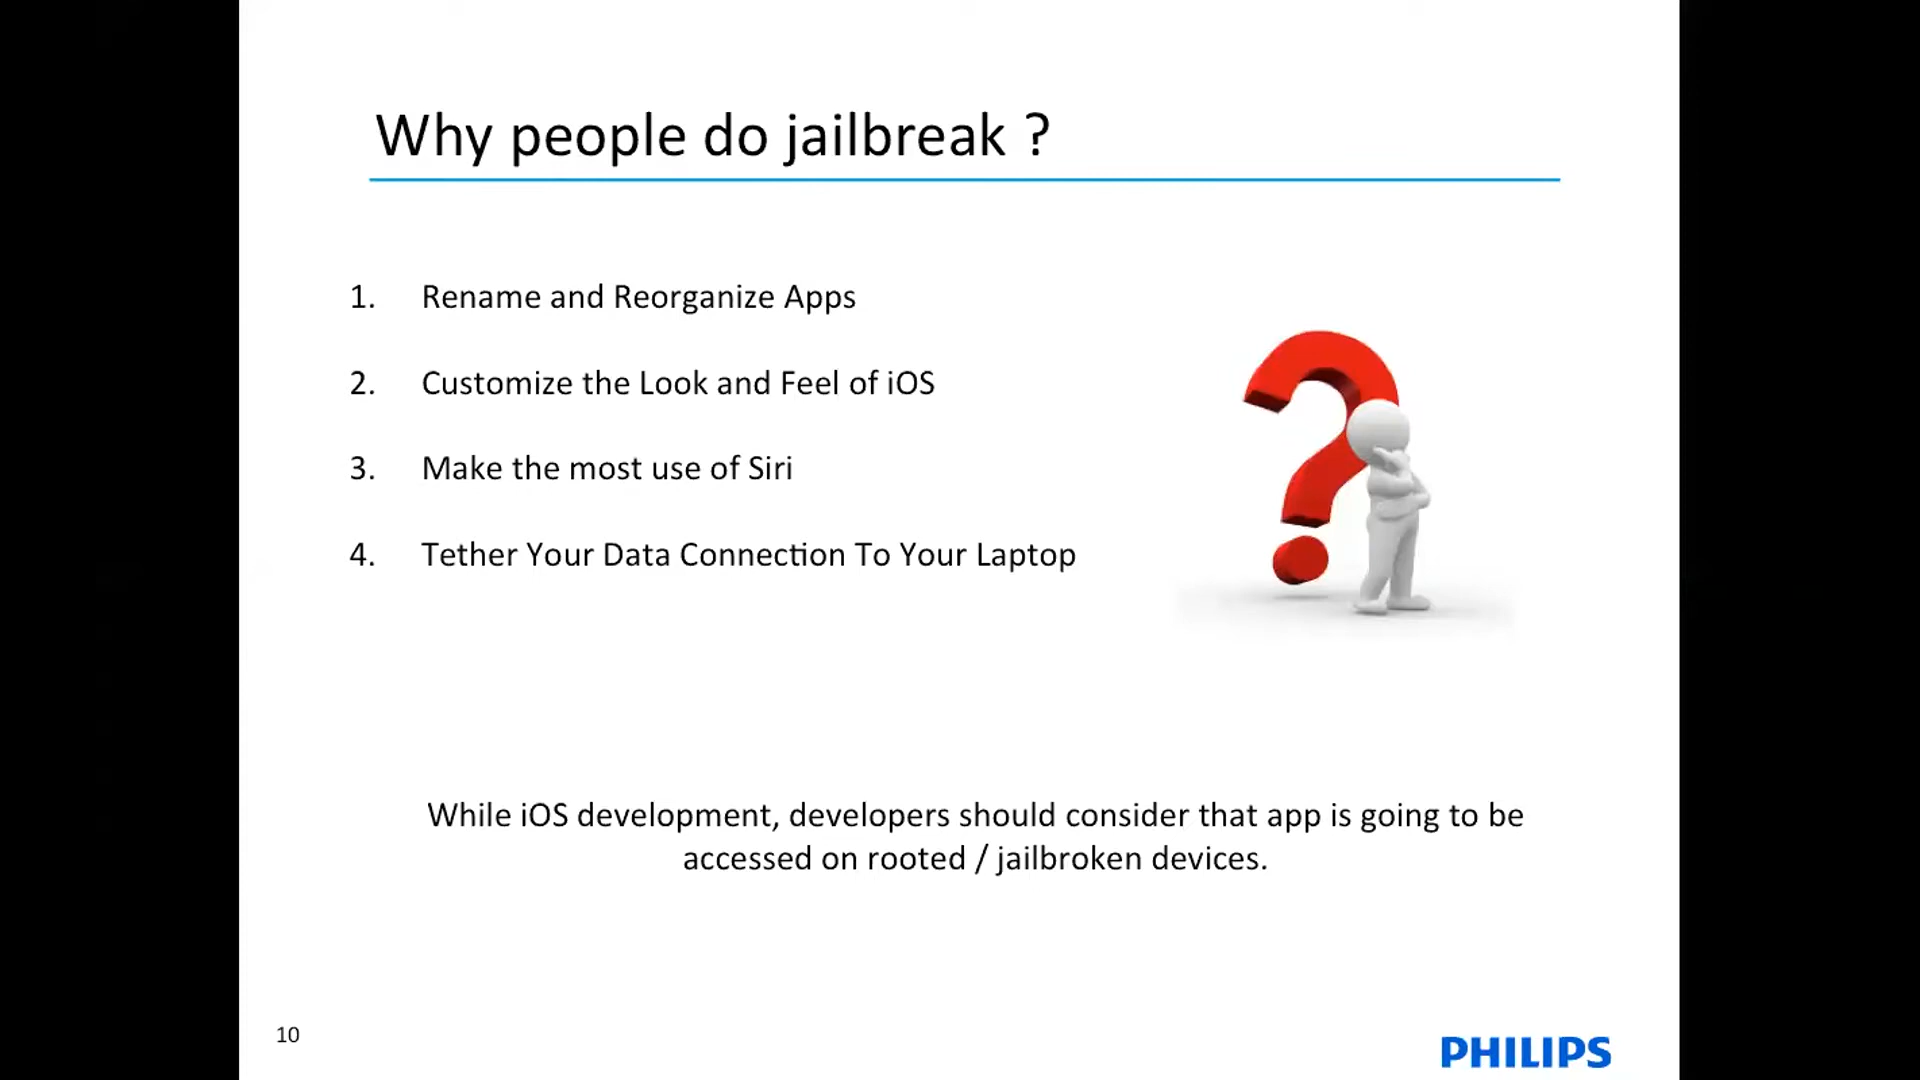 Why people do jailbreak ?
1. Rename and Reorganize Apps
2. Customize the Look and Feel of iOS
3. Make the most use of Siri
4. Tether Your Data Connection To Your Laptop
While iOS development, developers should consider that app is going to be
accessed on rooted / jailbroken devices.
10
PHILIPS